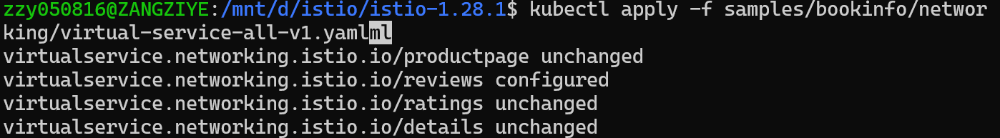 zzy050816@ZANGZIYE:/mnt/d/istio/istio-1.28.1$ kubectl apply -f samples/bookinfo/networ
king/virtual-service-all-v1.yamlml
virtualservice.networking.istio.io/productpage unchanged
virtualservice.networking.istio.io/reviews configured
virtualservice.networking.istio.io/ratings unchanged
virtualservice.networking.istio.io/details unchanged